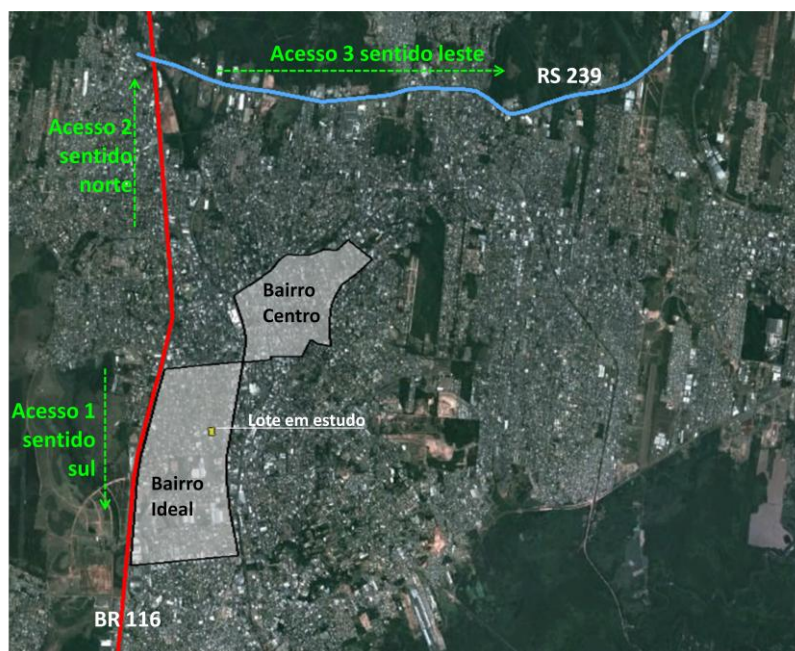 Acesso 3 sentido leste
RS 239
Acesso 2
sentido
norte
Bairro
Centro
Acesso 1
sentido
sul
Lote em estudo
Bairro
Ideal
BR 116